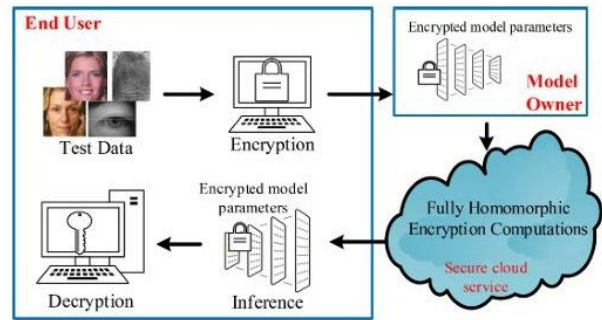 End User
Test Data
Encryption
Encrypted model parameters
Model
Owner
Fully Homomorphic
Encryption Computations
Secure cloud
service
Encrypted model
parameters
Inference
Decryption